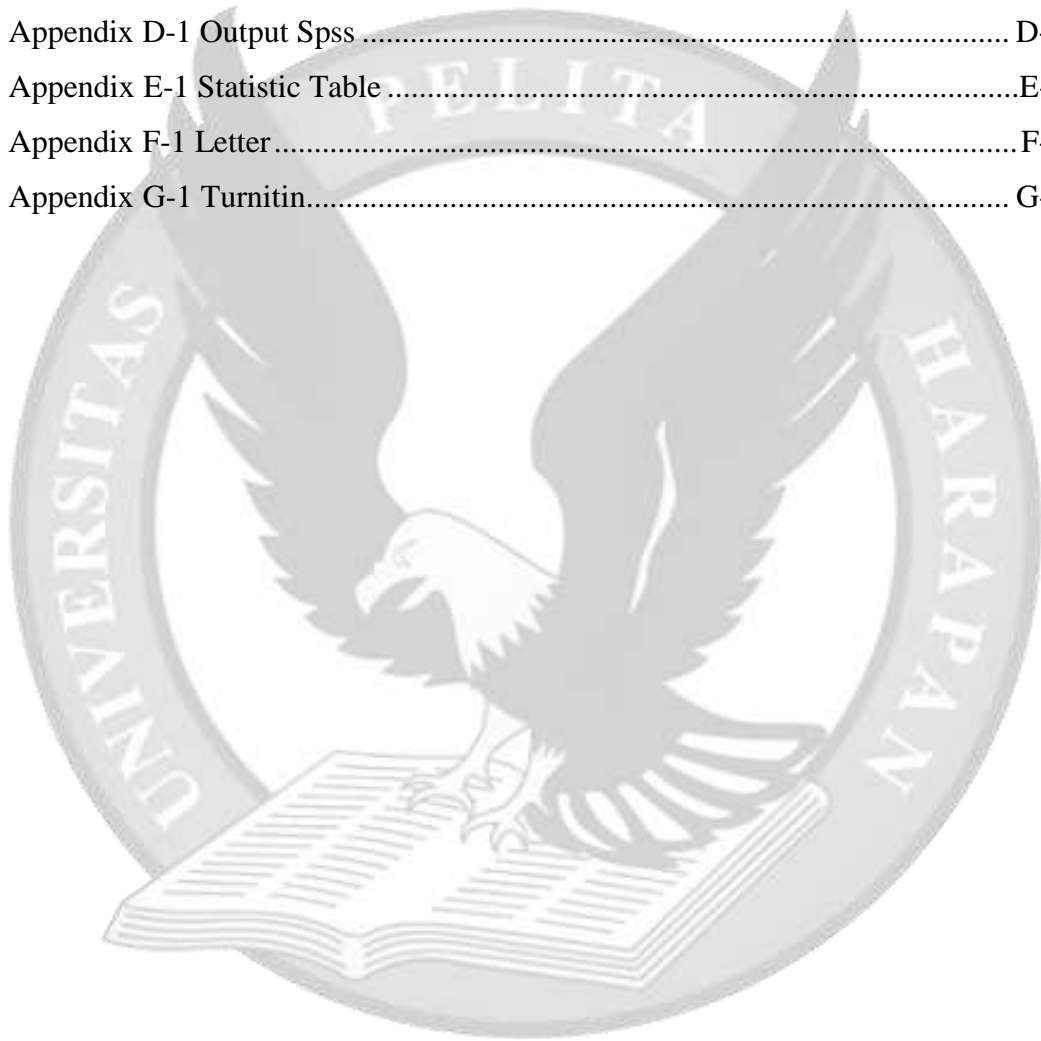 Appendix D-1 Output Spss ........................................................................... D-
Appendix E-1 Statistic Table ........................................................................E-
Appendix F-1 Letter ......................................................................................F-
Appendix G-1 Turnitin.................................................................................. G-
UNIVERSITAS PELITA HARAPAN